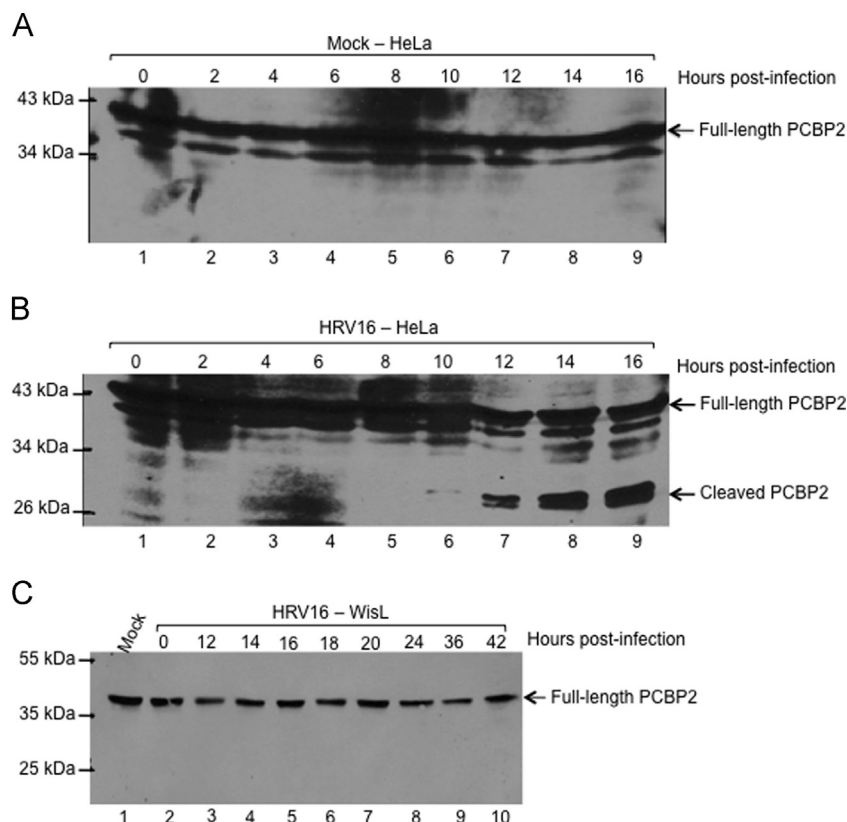 A
Mock – HeLa
0 2 4 6 8 10 12 14 16 Hours post-infection
43 kDa
Full-length PCBP2
34 kDa
1 2 3 4 5 6 7 8 9
B
HRV16 – HeLa
0 2 4 6 8 10 12 14 16 Hours post-infection
43 kDa
Full-length PCBP2
34 kDa
Cleaved PCBP2
26 kDa
1 2 3 4 5 6 7 8 9
C
HRV16 – WisL
Mock 0 12 14 16 18 20 24 36 42 Hours post-infection
55 kDa
Full-length PCBP2
35 kDa
25 kDa
1 2 3 4 5 6 7 8 9 10